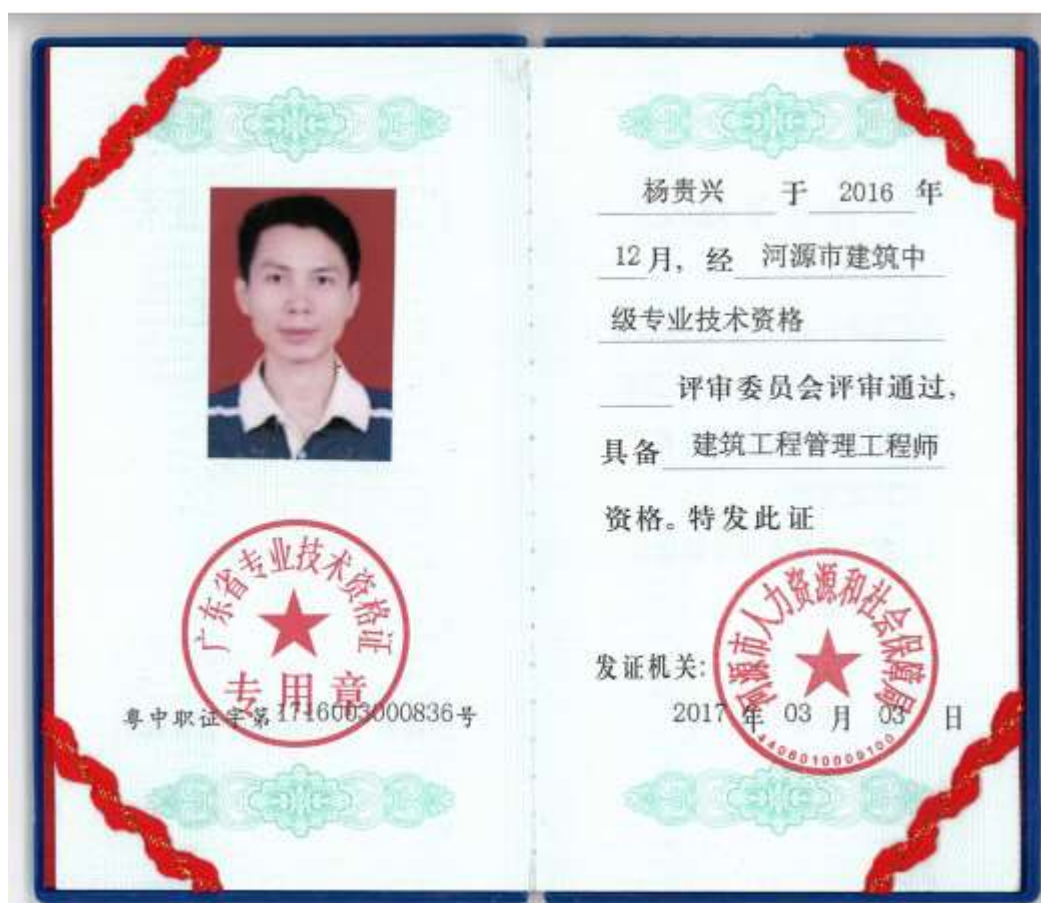 广东省专业技术资格证
专用章
粤中职证字第1716003000836号
杨贵兴 于 2016 年
12 月, 经 河源市建筑中
级专业技术资格
评审委员会评审通过,
具备 建筑工程管理工程师
资格。特发此证
河源市人力资源和社会保障局
发证机关:
2017 年 03 月 03 日